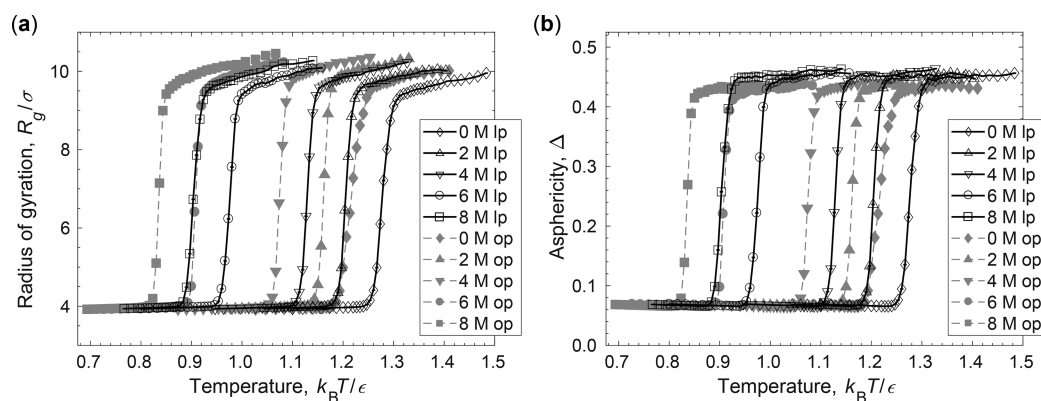 (a)
Radius of gyration, R_g/σ
10
8
6
4
0.7 0.8 0.9 1.0 1.1 1.2 1.3 1.4 1.5
Temperature, k_BT/ϵ
0 M lp
2 M lp
4 M lp
6 M lp
8 M lp
0 M op
2 M op
4 M op
6 M op
8 M op
(b)
Asphericity, Δ
0.5
0.4
0.3
0.2
0.1
0.0
0.7 0.8 0.9 1.0 1.1 1.2 1.3 1.4 1.5
Temperature, k_BT/ϵ
0 M lp
2 M lp
4 M lp
6 M lp
8 M lp
0 M op
2 M op
4 M op
6 M op
8 M op